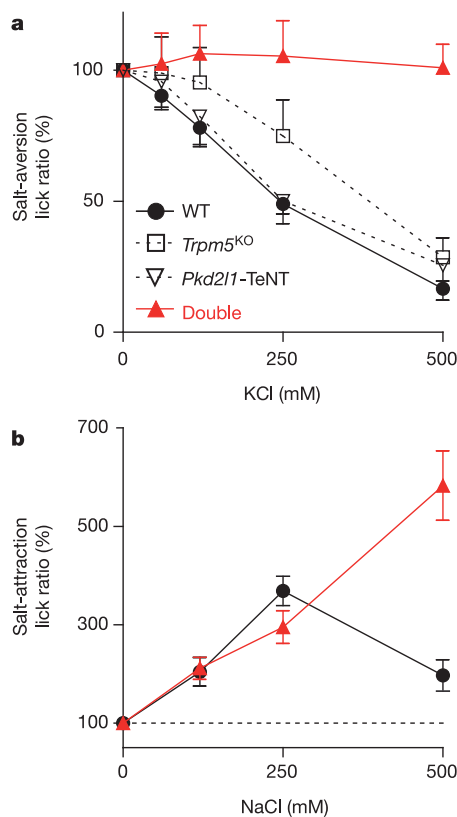 a
Salt-aversion
lick ratio (%)
100
50
0
WT
Trpm5KO
Pkd2l1-TeNT
Double
0
250
500
KCl (mM)
b
Salt-attraction
lick ratio (%)
700
500
300
100
0
250
500
NaCl (mM)